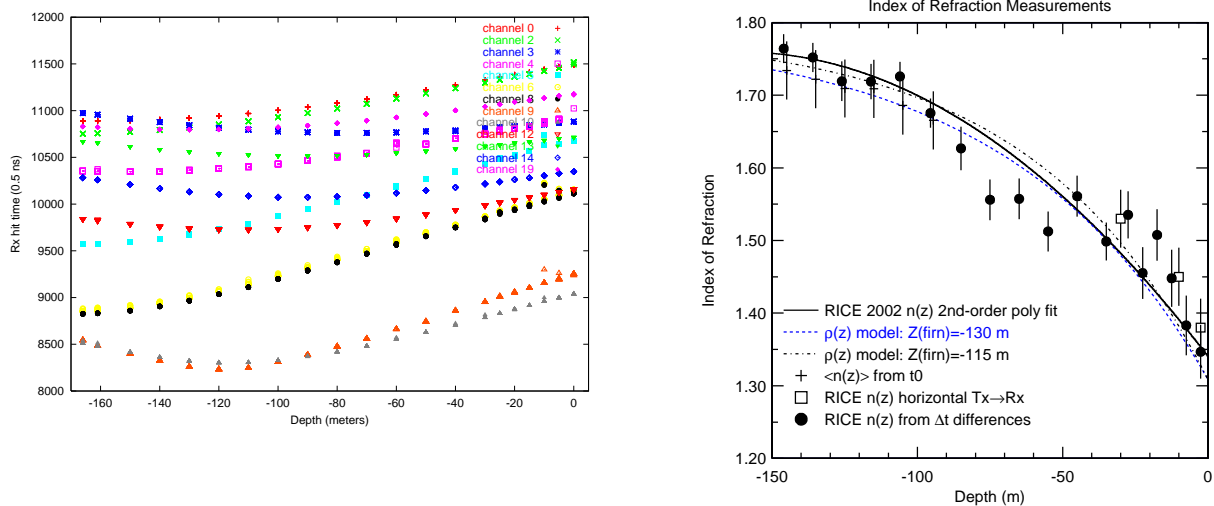 12000
11500
11000
10500
10000
9500
9000
8500
8000
Rx hit time (0.5 ns)
-160
-140
-120
-100
-80
-60
-40
-20
0
Depth (meters)
channel 0
channel 2
channel 3
channel 4
channel 8
channel 9
channel 12
channel 14
channel 19
Index of Refraction Measurements
1.80
1.70
1.60
1.50
1.40
1.30
1.20
Index of Refraction
RICE 2002 n(z) 2nd-order poly fit
ρ(z) model: Z(firn)=-130 m
ρ(z) model: Z(firn)=-115 m
<n(z)> from t0
RICE n(z) horizontal Tx→Rx
RICE n(z) from Δt differences
-150
-100
-50
0
Depth (m)